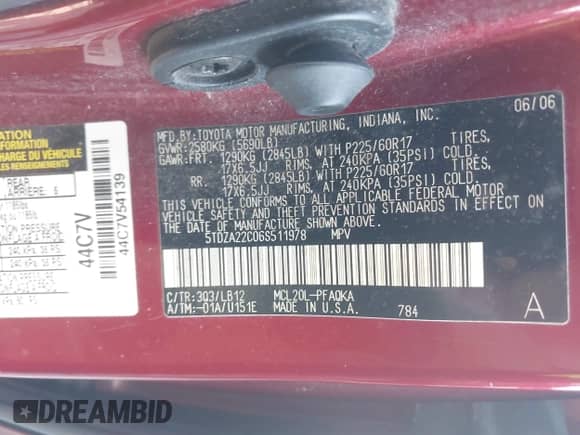 MFD.BY:TOYOTA MOTOR MANUFACTURING, INDIANA, INC. 06/06
GVWR:2580KG (5690LB)
GAWR:FRT. 1290KG (2845LB) WITH P225/60R17 TIRES,
17X6.5JJ RIMS, AT 240KPA (35PSI) COLD.
RR. 1290KG (2845LB) WITH P225/60R17 TIRES,
17X6.5JJ RIMS, AT 240KPA (35PSI) COLD.
THIS VEHICLE CONFORMS TO ALL APPLICABLE FEDERAL MOTOR
VEHICLE SAFETY, BUMPER, AND THEFT PREVENTION STANDARDS IN
EFFECT ON THE DATE OF MANUFACTURE SHOWN ABOVE.
5TDZA22C06S511978 MPV
C/TR:3Q3/LB12 MCL20L-PFAQKA
A/TM:-01A/U151E MADE IN U.S.A. 784
A
CHARGE DU VÉHICULE
RENSEIGNEMENTS
REAR
ARRIÈRE 5
44C7V
44C7V54139
DREAMBID